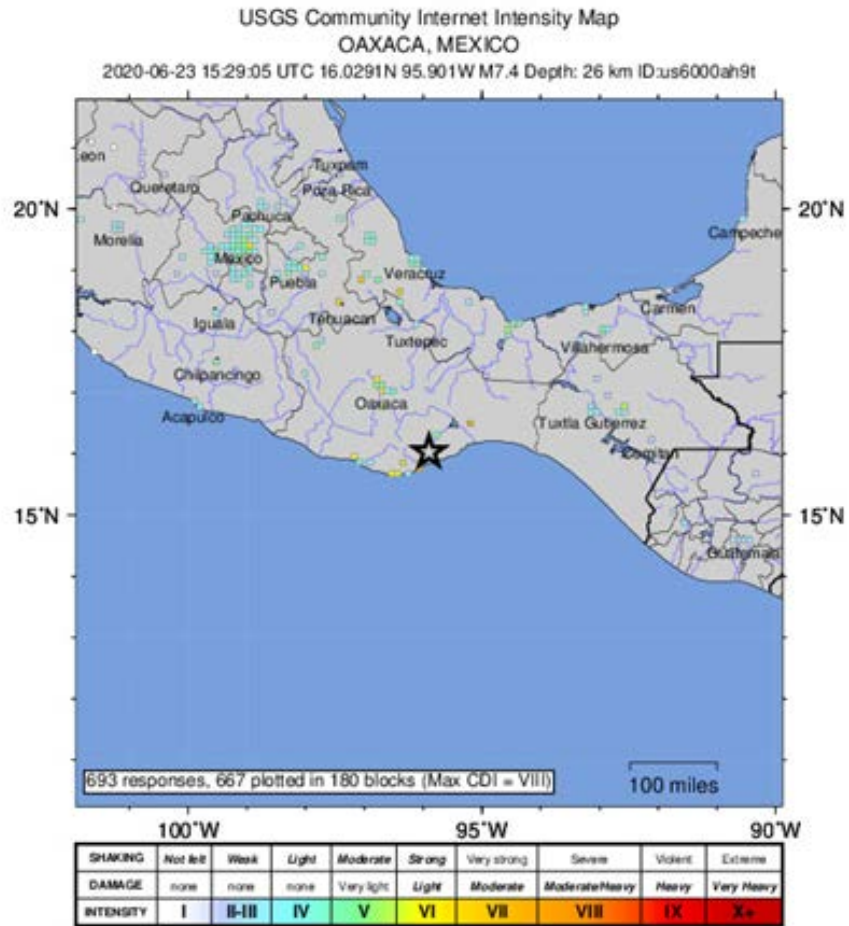 USGS Community Internet Intensity Map
OAXACA, MEXICO
2020-06-23 15:29:05 UTC 16.0291N 95.901W M7.4 Depth: 26 km ID:us6000ah9t
eon
Tuxpam
Queretaro
Poza Rica
20°N
Pachuca
20°N
Morelia
Campeche
Mexico
Puebla
Veracruz
Carmen
Iguala
Tehuacan
Tuxtepec
Villahermosa
Chilpancingo
Oaxaca
Acapulco
Tuxtla Gutierrez
Comitan
15°N
15°N
Guatemala
693 responses, 667 plotted in 180 blocks (Max CDI = VIII)
100 miles
100°W
95°W
90°W
SHAKING Not felt Weak Light Moderate Strong Very strong Severe Violent Extreme
DAMAGE none none none Very light Light Moderate Moderate/Heavy Heavy Very Heavy
INTENSITY I II-III IV V VI VII VIII IX X+